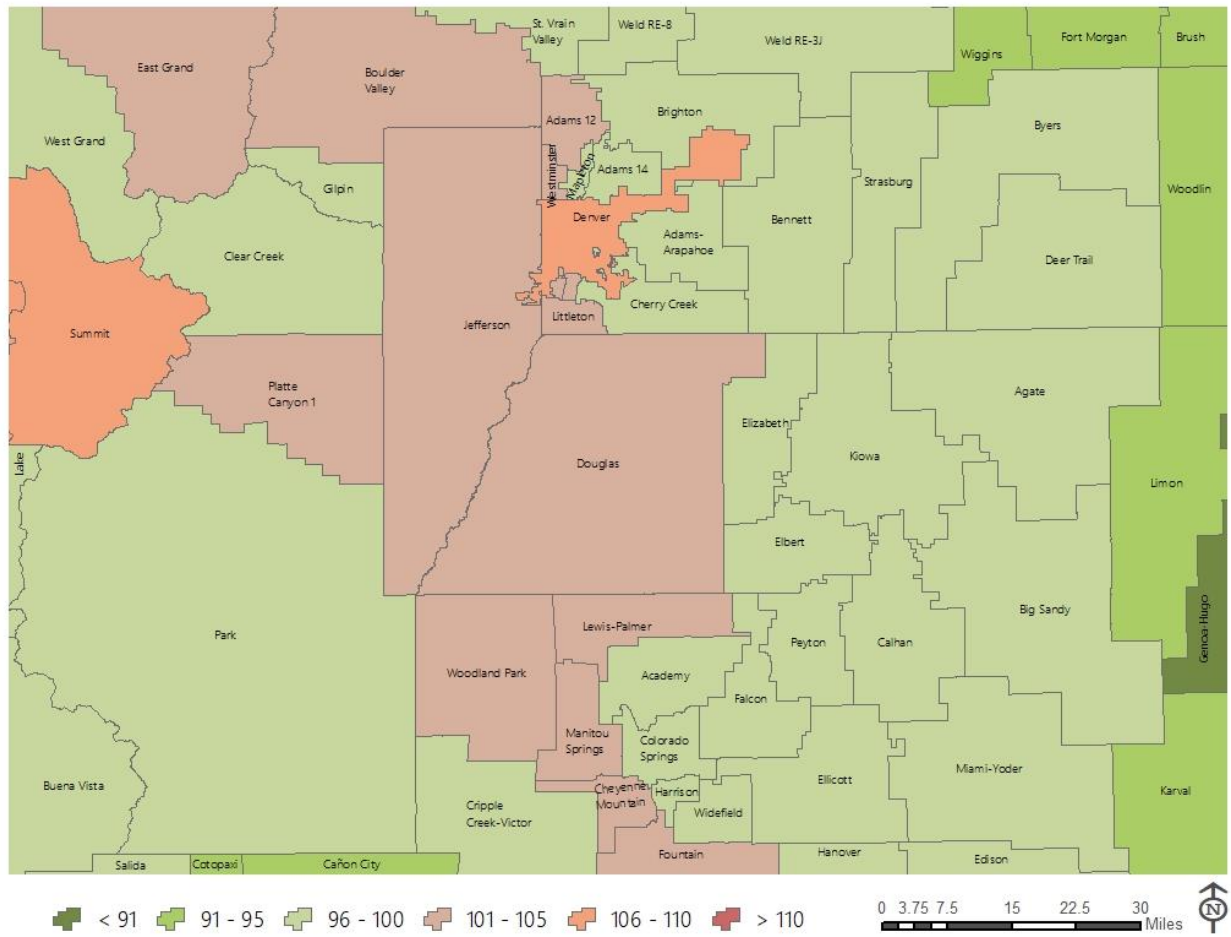 St. Vrain
Valley
Weld RE-8
Weld RE-3J
Wiggins
Fort Morgan
Brush
East Grand
Boulder
Valley
West Grand
Adams 12
Brighton
Byers
Gilpin
Westminster
Mapleton
Adams 14
Strasburg
Woodlin
Denver
Bennett
Adams-
Arapahoe
Clear Creek
Deer Trail
Cherry Creek
Summit
Jefferson
Littleton
Platte
Canyon 1
Agate
Elizabeth
Kiowa
Lake
Douglas
Limon
Elbert
Park
Big Sandy
Genoa-Hugo
Lewis-Palmer
Peyton
Calhan
Woodland Park
Academy
Falcon
Manitou
Springs
Colorado
Springs
Miami-Yoder
Buena Vista
Ellicott
Karval
Cheyenne
Mountain
Harrison
Cripple
Creek-Victor
Widefield
Salida
Cotopaxi
Cañon City
Fountain
Hanover
Edison
< 91 91 - 95 96 - 100 101 - 105 106 - 110 > 110
0 3.75 7.5 15 22.5 30
Miles
N